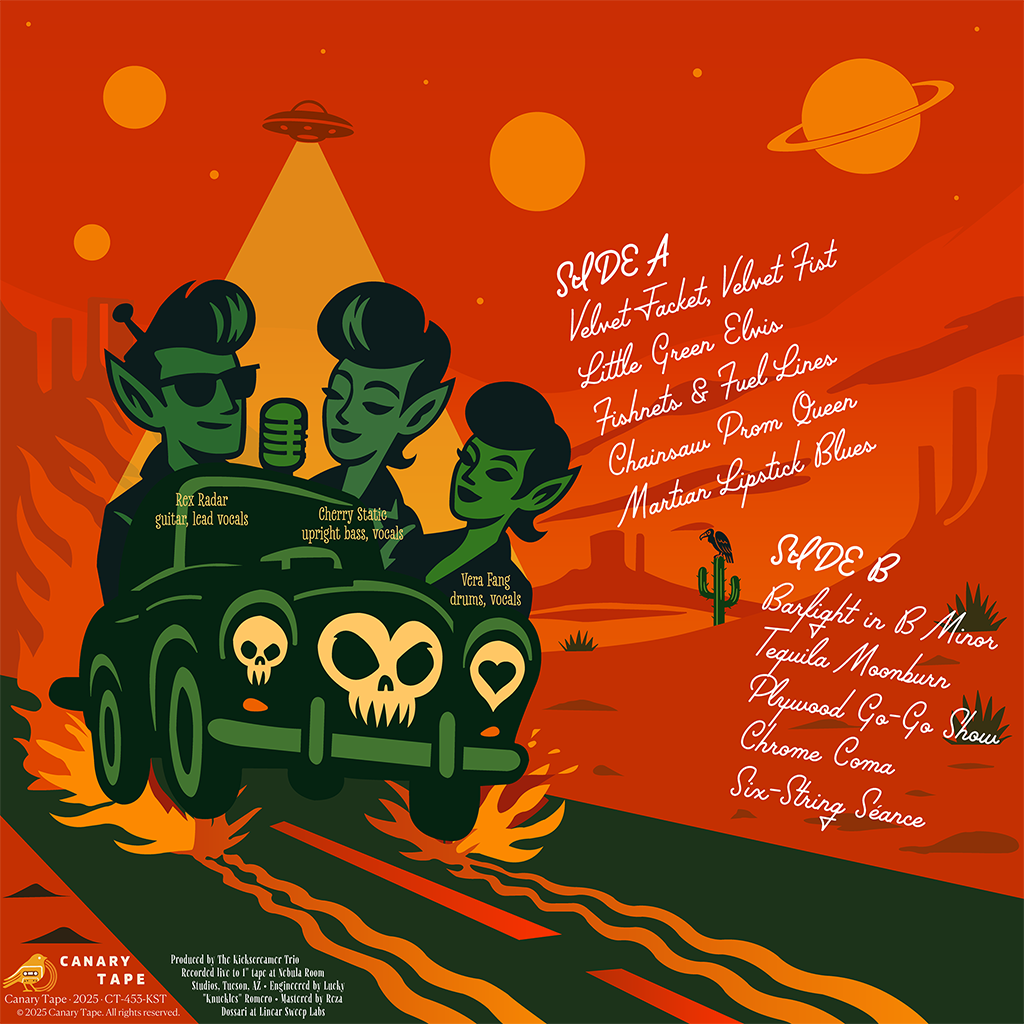 SIDE A
Velvet Jacket, Velvet Fist
Little Green Elvis
Fishnets & Fuel Lines
Chainsaw Prom Queen
Martian Lipstick Blues
Rex Radar
guitar, lead vocals
Cherry Static
upright bass, vocals
Vera Fang
drums, vocals
SIDE B
Barfight in B Minor
Tequila Moonburn
Plywood Go-Go Show
Chrome Coma
Six-String Séance
CANARY
TAPE
Canary Tape · 2025 · CT-455-KST
© 2025 Canary Tape. All rights reserved.
Produced by The Kickscreamer Trio
Recorded live to 1" tape at Nebula Room
Studios, Tucson, AZ • Engineered by Lucky
"Knuckles" Romero • Mastered by Reza
Dossari at Linear Sweep Labs